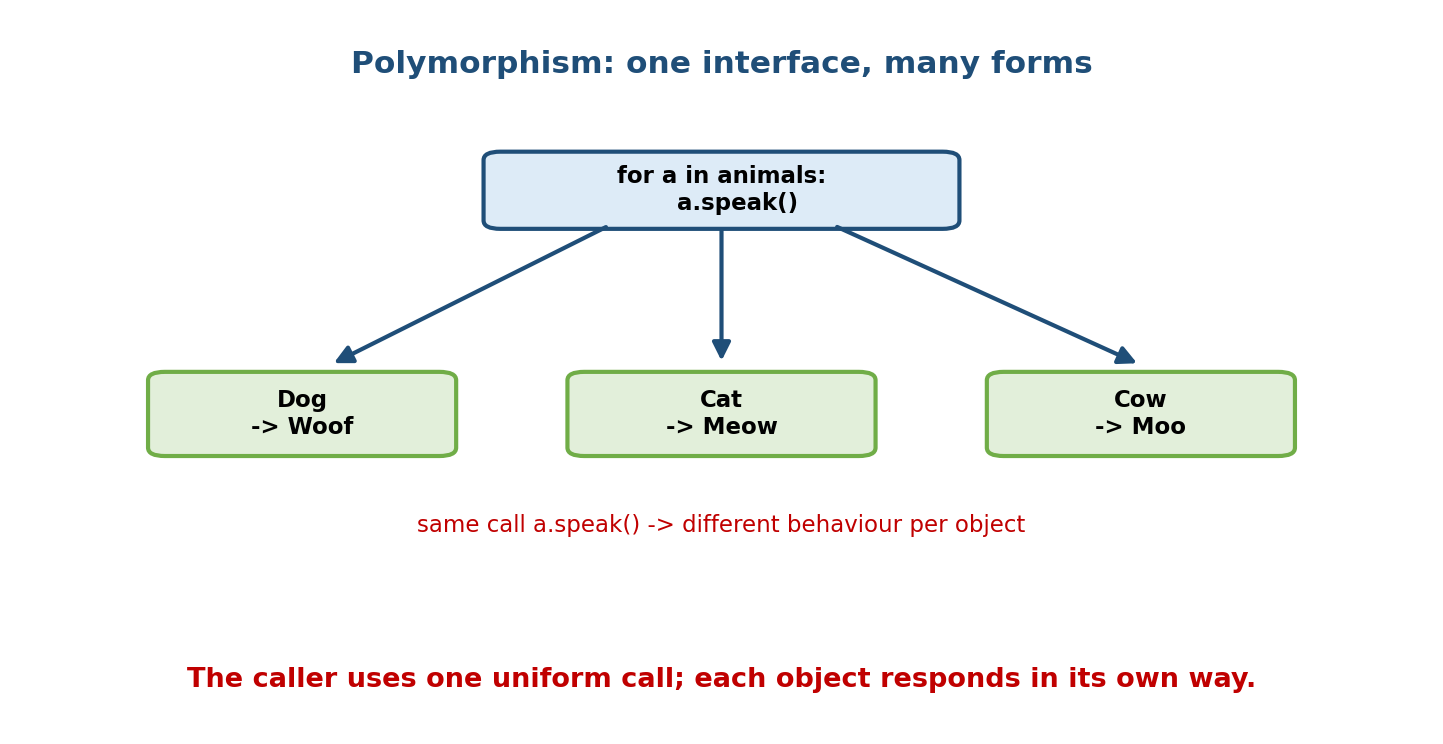 Polymorphism: one interface, many forms
for a in animals:
a.speak()
Dog
-> Woof
Cat
-> Meow
Cow
-> Moo
same call a.speak() -> different behaviour per object
The caller uses one uniform call; each object responds in its own way.